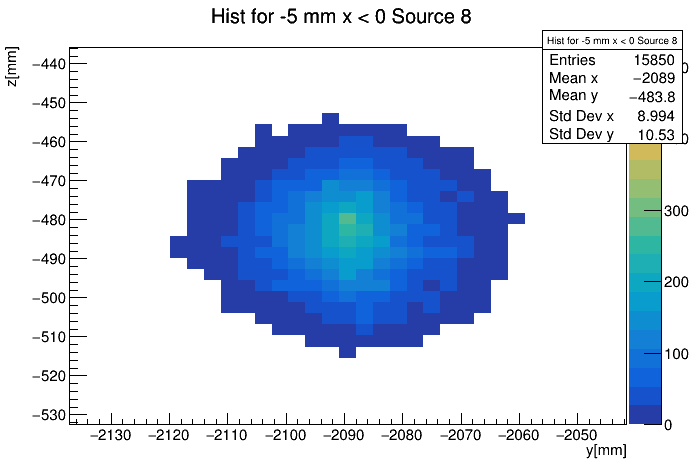 Hist for -5 mm x < 0 Source 8
z[mm]
Hist for -5 mm x < 0 Source 8
Entries 15850
Mean x −2089
Mean y −483.8
Std Dev x 8.994
Std Dev y 10.53
−440
−450
−460
−470
−480
−490
−500
−510
−520
−530
300
200
100
0
−2130 −2120 −2110 −2100 −2090 −2080 −2070 −2060 −2050
y[mm]